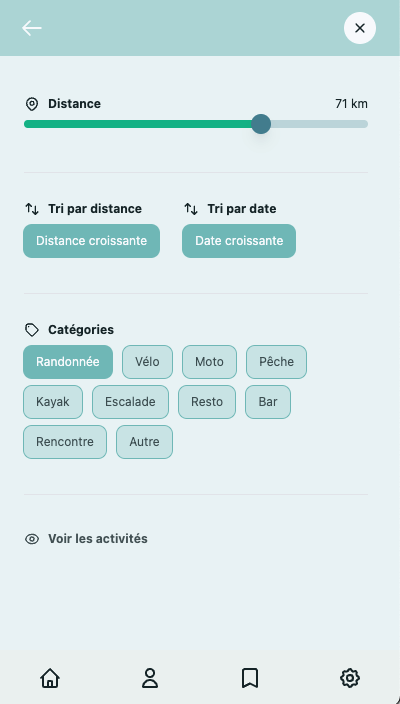 Distance 71 km
Tri par distance Tri par date
Distance croissante Date croissante
Catégories
Randonnée Vélo Moto Pêche
Kayak Escalade Resto Bar
Rencontre Autre
Voir les activités